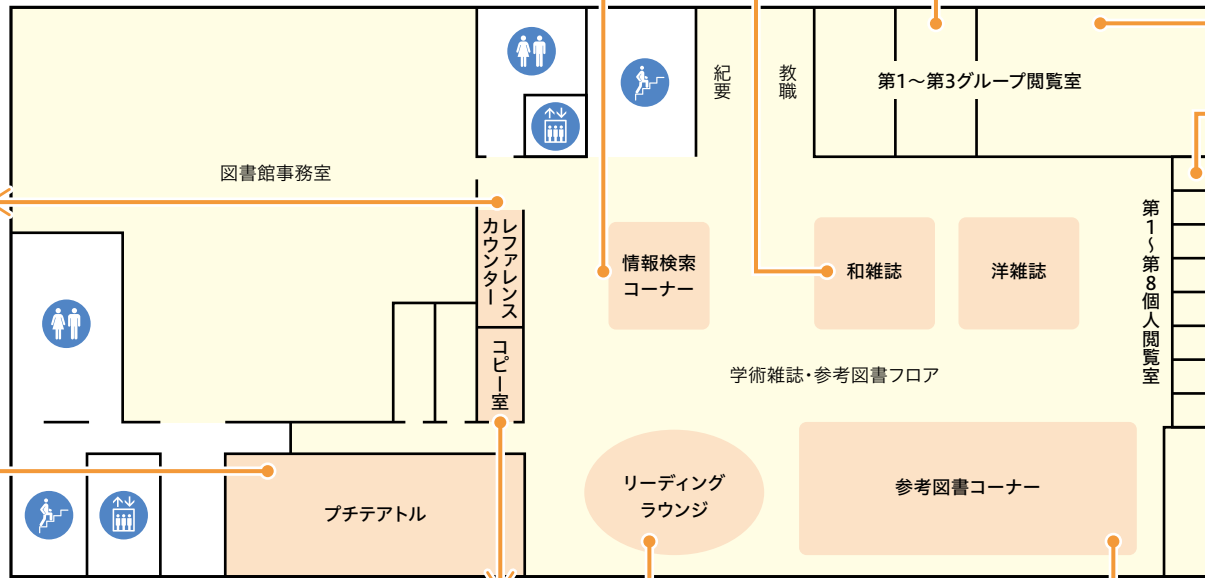 紀要
教職
第1～第3グループ閲覧室
図書館事務室
レファレンス
カウンター
情報検索
コーナー
和雑誌
洋雑誌
第1～第8個人閲覧室
コピー室
学術雑誌・参考図書フロア
リーディング
ラウンジ
参考図書コーナー
プチテアトル